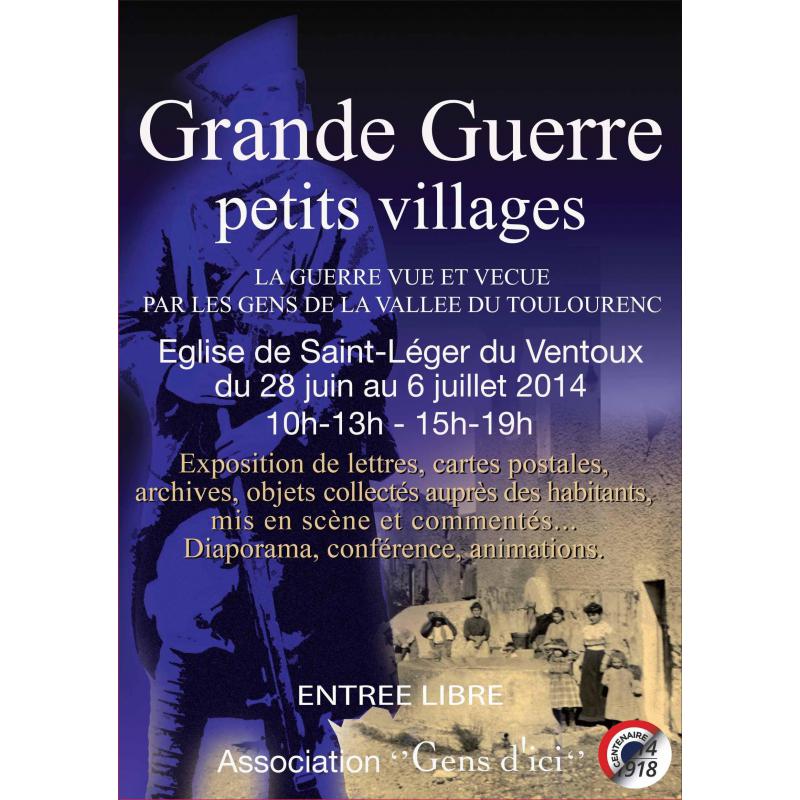 Grande Guerre
petits villages
LA GUERRE VUE ET VECUE
PAR LES GENS DE LA VALLEE DU TOULOURENC
Eglise de Saint-Léger du Ventoux
du 28 juin au 6 juillet 2014
10h-13h - 15h-19h
Exposition de lettres, cartes postales,
archives, objets collectés auprès des habitants,
mis en scène et commentés...
Diaporama, conférence, animations.
ENTREE LIBRE
Association ‘’Gens d'ici‘’
CENTENAIRE
14
1918